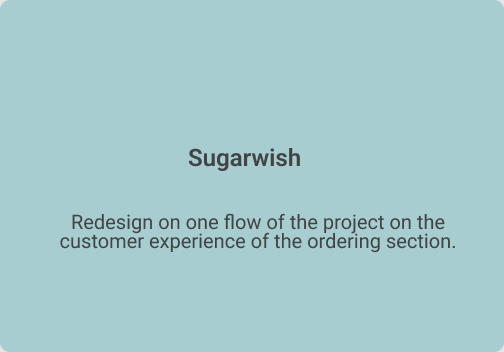 Sugarwish
Redesign on one flow of the project on the
customer experience of the ordering section.